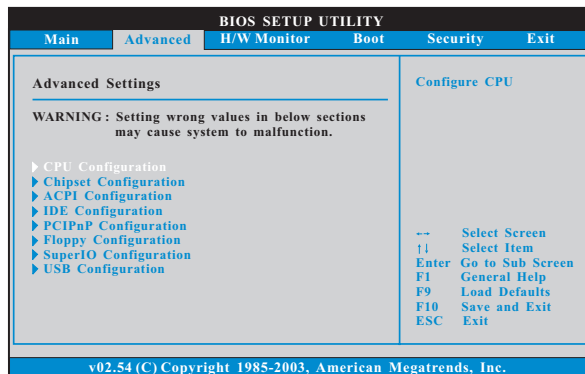 BIOS SETUP UTILITY
Main Advanced H/W Monitor Boot Security Exit
Advanced Settings
WARNING : Setting wrong values in below sections
may cause system to malfunction.
CPU Configuration
Chipset Configuration
ACPI Configuration
IDE Configuration
PCIPnP Configuration
Floppy Configuration
SuperIO Configuration
USB Configuration
Configure CPU
←→ Select Screen
↑↓ Select Item
Enter Go to Sub Screen
F1 General Help
F9 Load Defaults
F10 Save and Exit
ESC Exit
v02.54 (C) Copyright 1985-2003, American Megatrends, Inc.